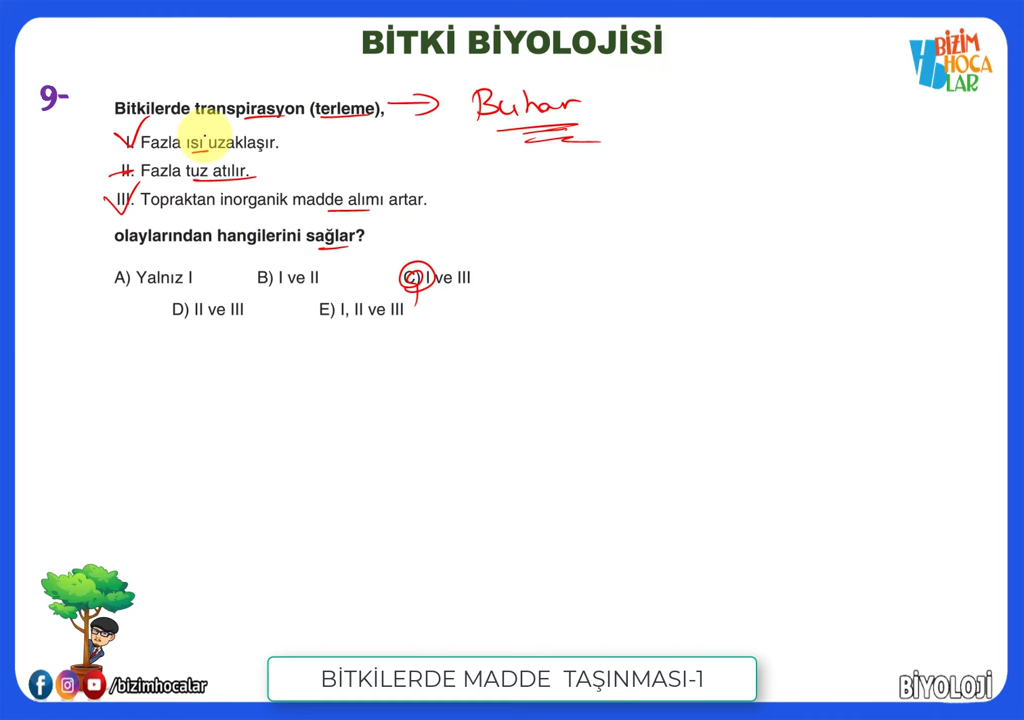 BİTKİ BİYOLOJİSİ
BİZİM
HOCA
LAR
9-
Bitkilerde transpirasyon (terleme), → Buhar
I. Fazla ısı uzaklaşır.
II. Fazla tuz atılır.
III. Topraktan inorganik madde alımı artar.
olaylarından hangilerini sağlar?
A) Yalnız I B) I ve II C) I ve III
D) II ve III E) I, II ve III
/bizimhocalar
BİTKİLERDE MADDE TAŞINMASI-1
BİYOLOJİ